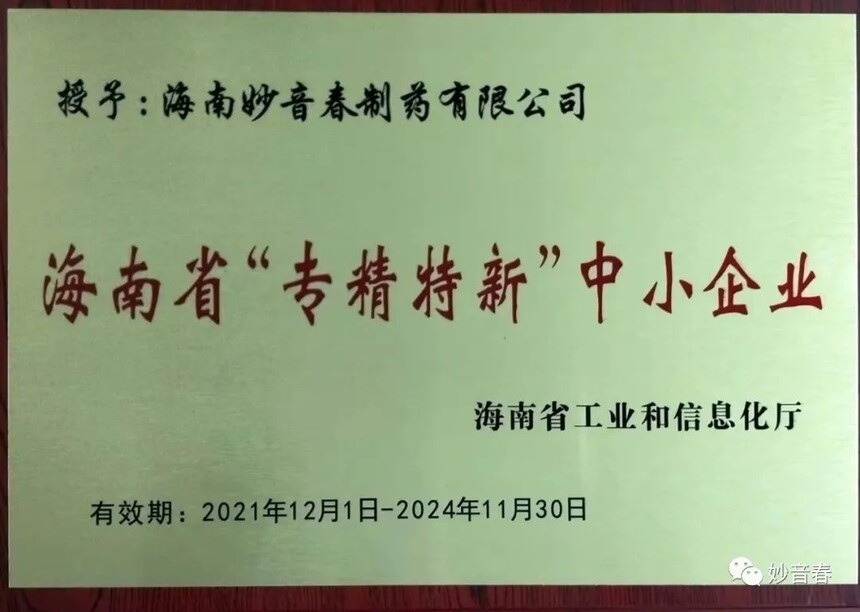 授予：海南妙音春制药有限公司
海南省“专精特新”中小企业
海南省工业和信息化厅
有效期：2021年12月1日-2024年11月30日
妙音春